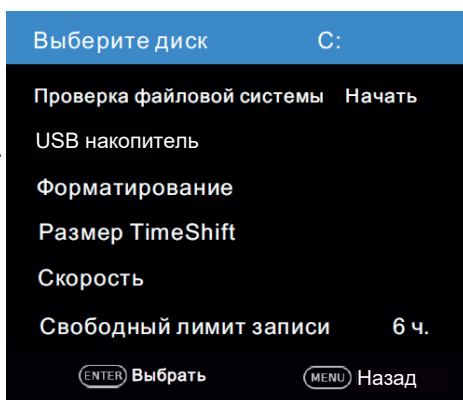 Выберите диск C:
Проверка файловой системы Начать
USB накопитель
Форматирование
Размер TimeShift
Скорость
Свободный лимит записи 6 ч.
ENTER Выбрать MENU Назад